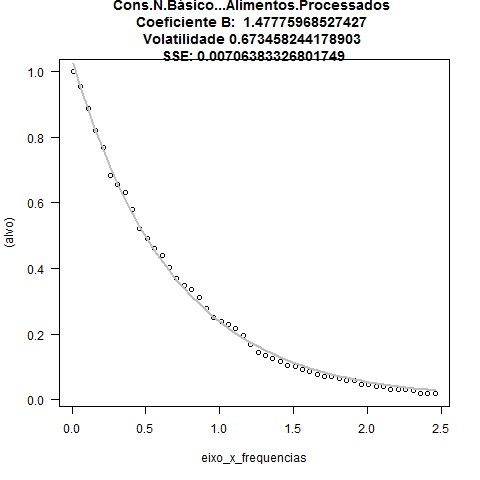 Cons.N.Básico...Alimentos.Processados
Coeficiente B:  1.47775968527427
Volatilidade 0.673458244178903
SSE: 0.00706383326801749
1.0
0.8
0.6
0.4
0.2
0.0
(alvo)
0.0 0.5 1.0 1.5 2.0 2.5
eixo_x_frequencias